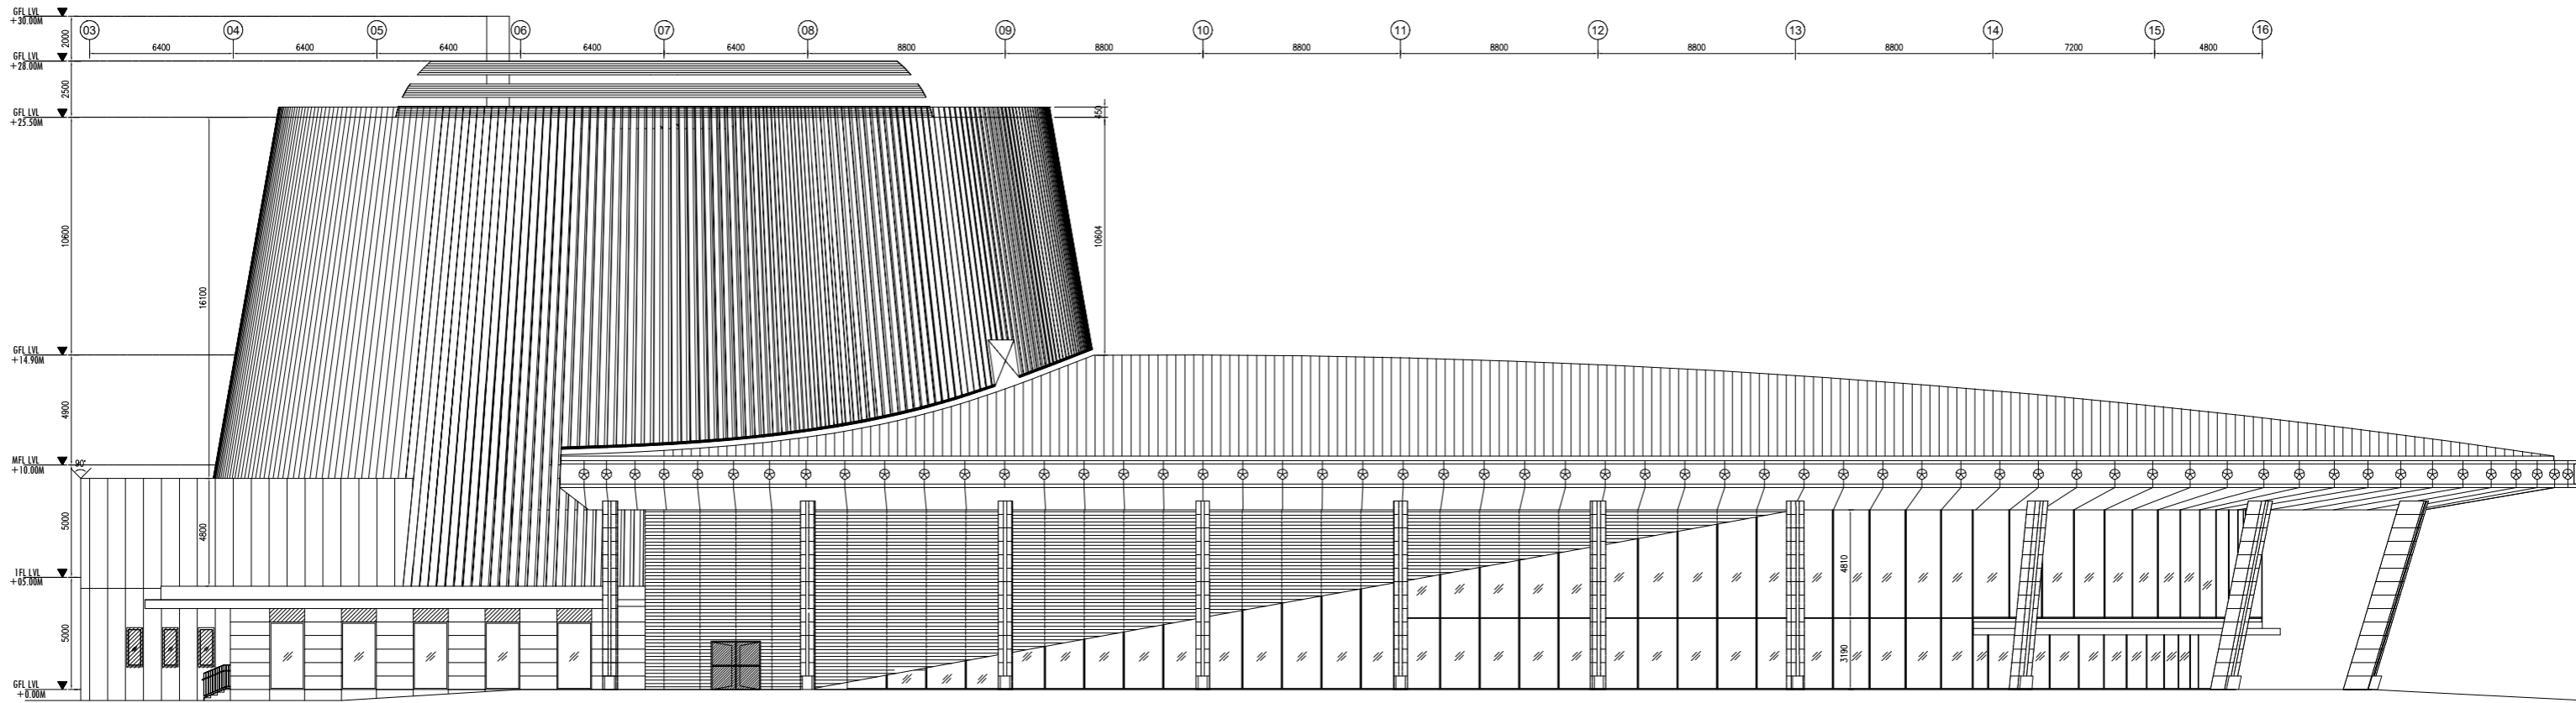 GFL LVL
+30.00M
03
04
05
06
07
08
09
10
11
12
13
14
15
16
2000
6400
6400
6400
6400
6400
8800
8800
8800
8800
8800
8800
7200
4800
GFL LVL
+28.00M
2500
GFL LVL
+25.50M
450
10600
16100
10604
GFL LVL
+14.90M
4900
MFL LVL
+10.00M
90°
5000
4800
4810
1FL LVL
+05.00M
5000
3190
GFL LVL
+0.00M